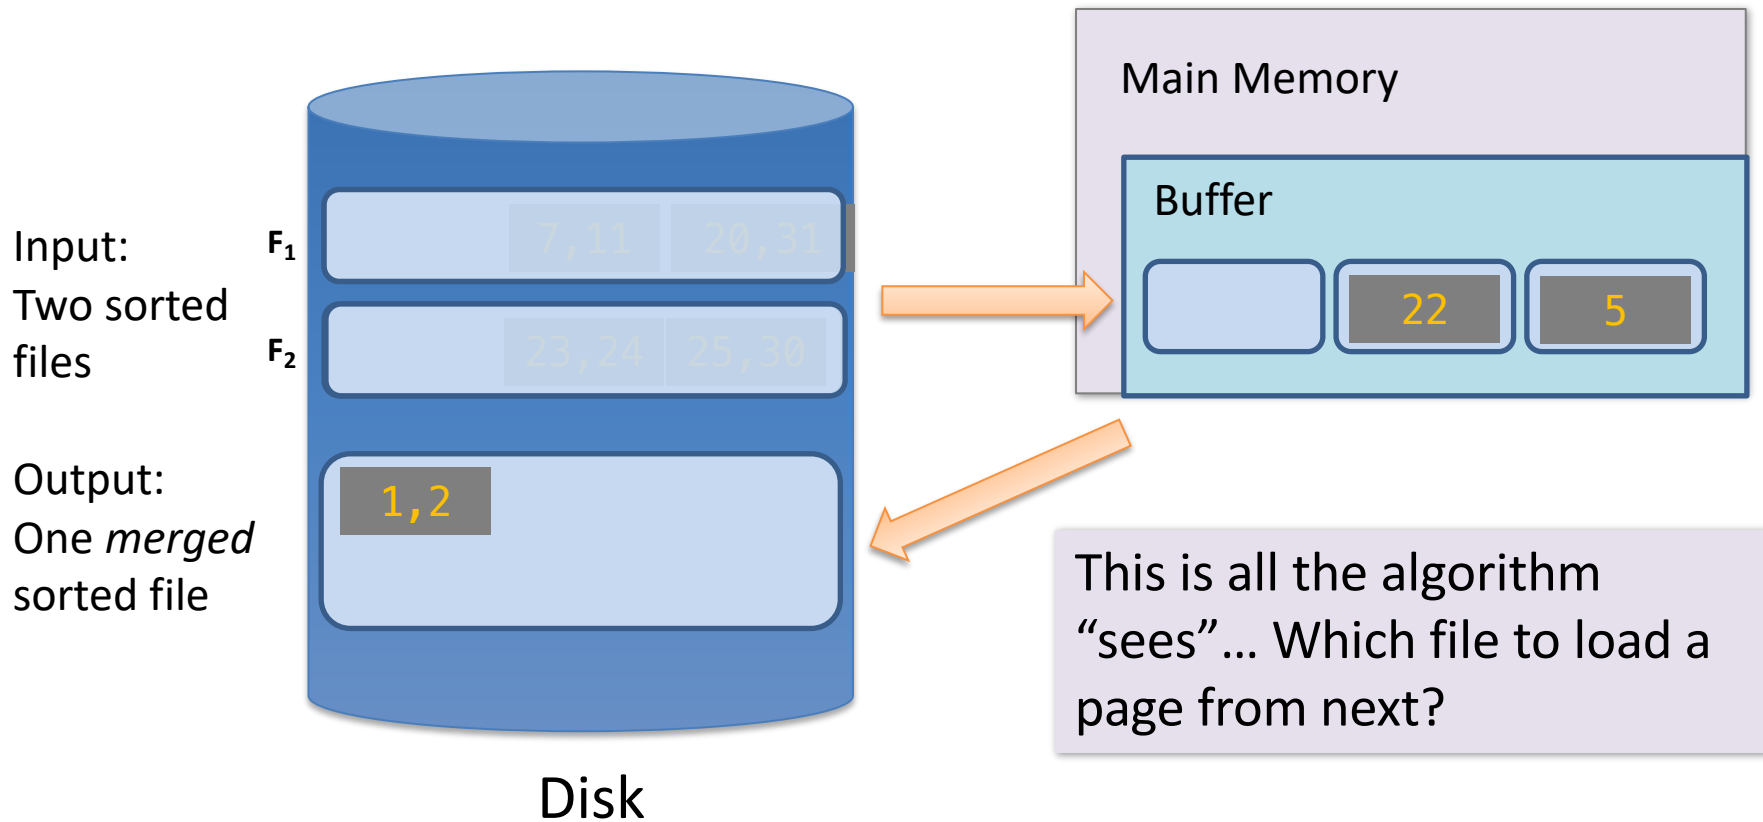 Main Memory
Buffer
22
5
Input:
Two sorted
files
F1
7,11
20,31
F2
23,24
25,30
Output:
One merged
sorted file
1,2
This is all the algorithm
“sees”... Which file to load a
page from next?
Disk